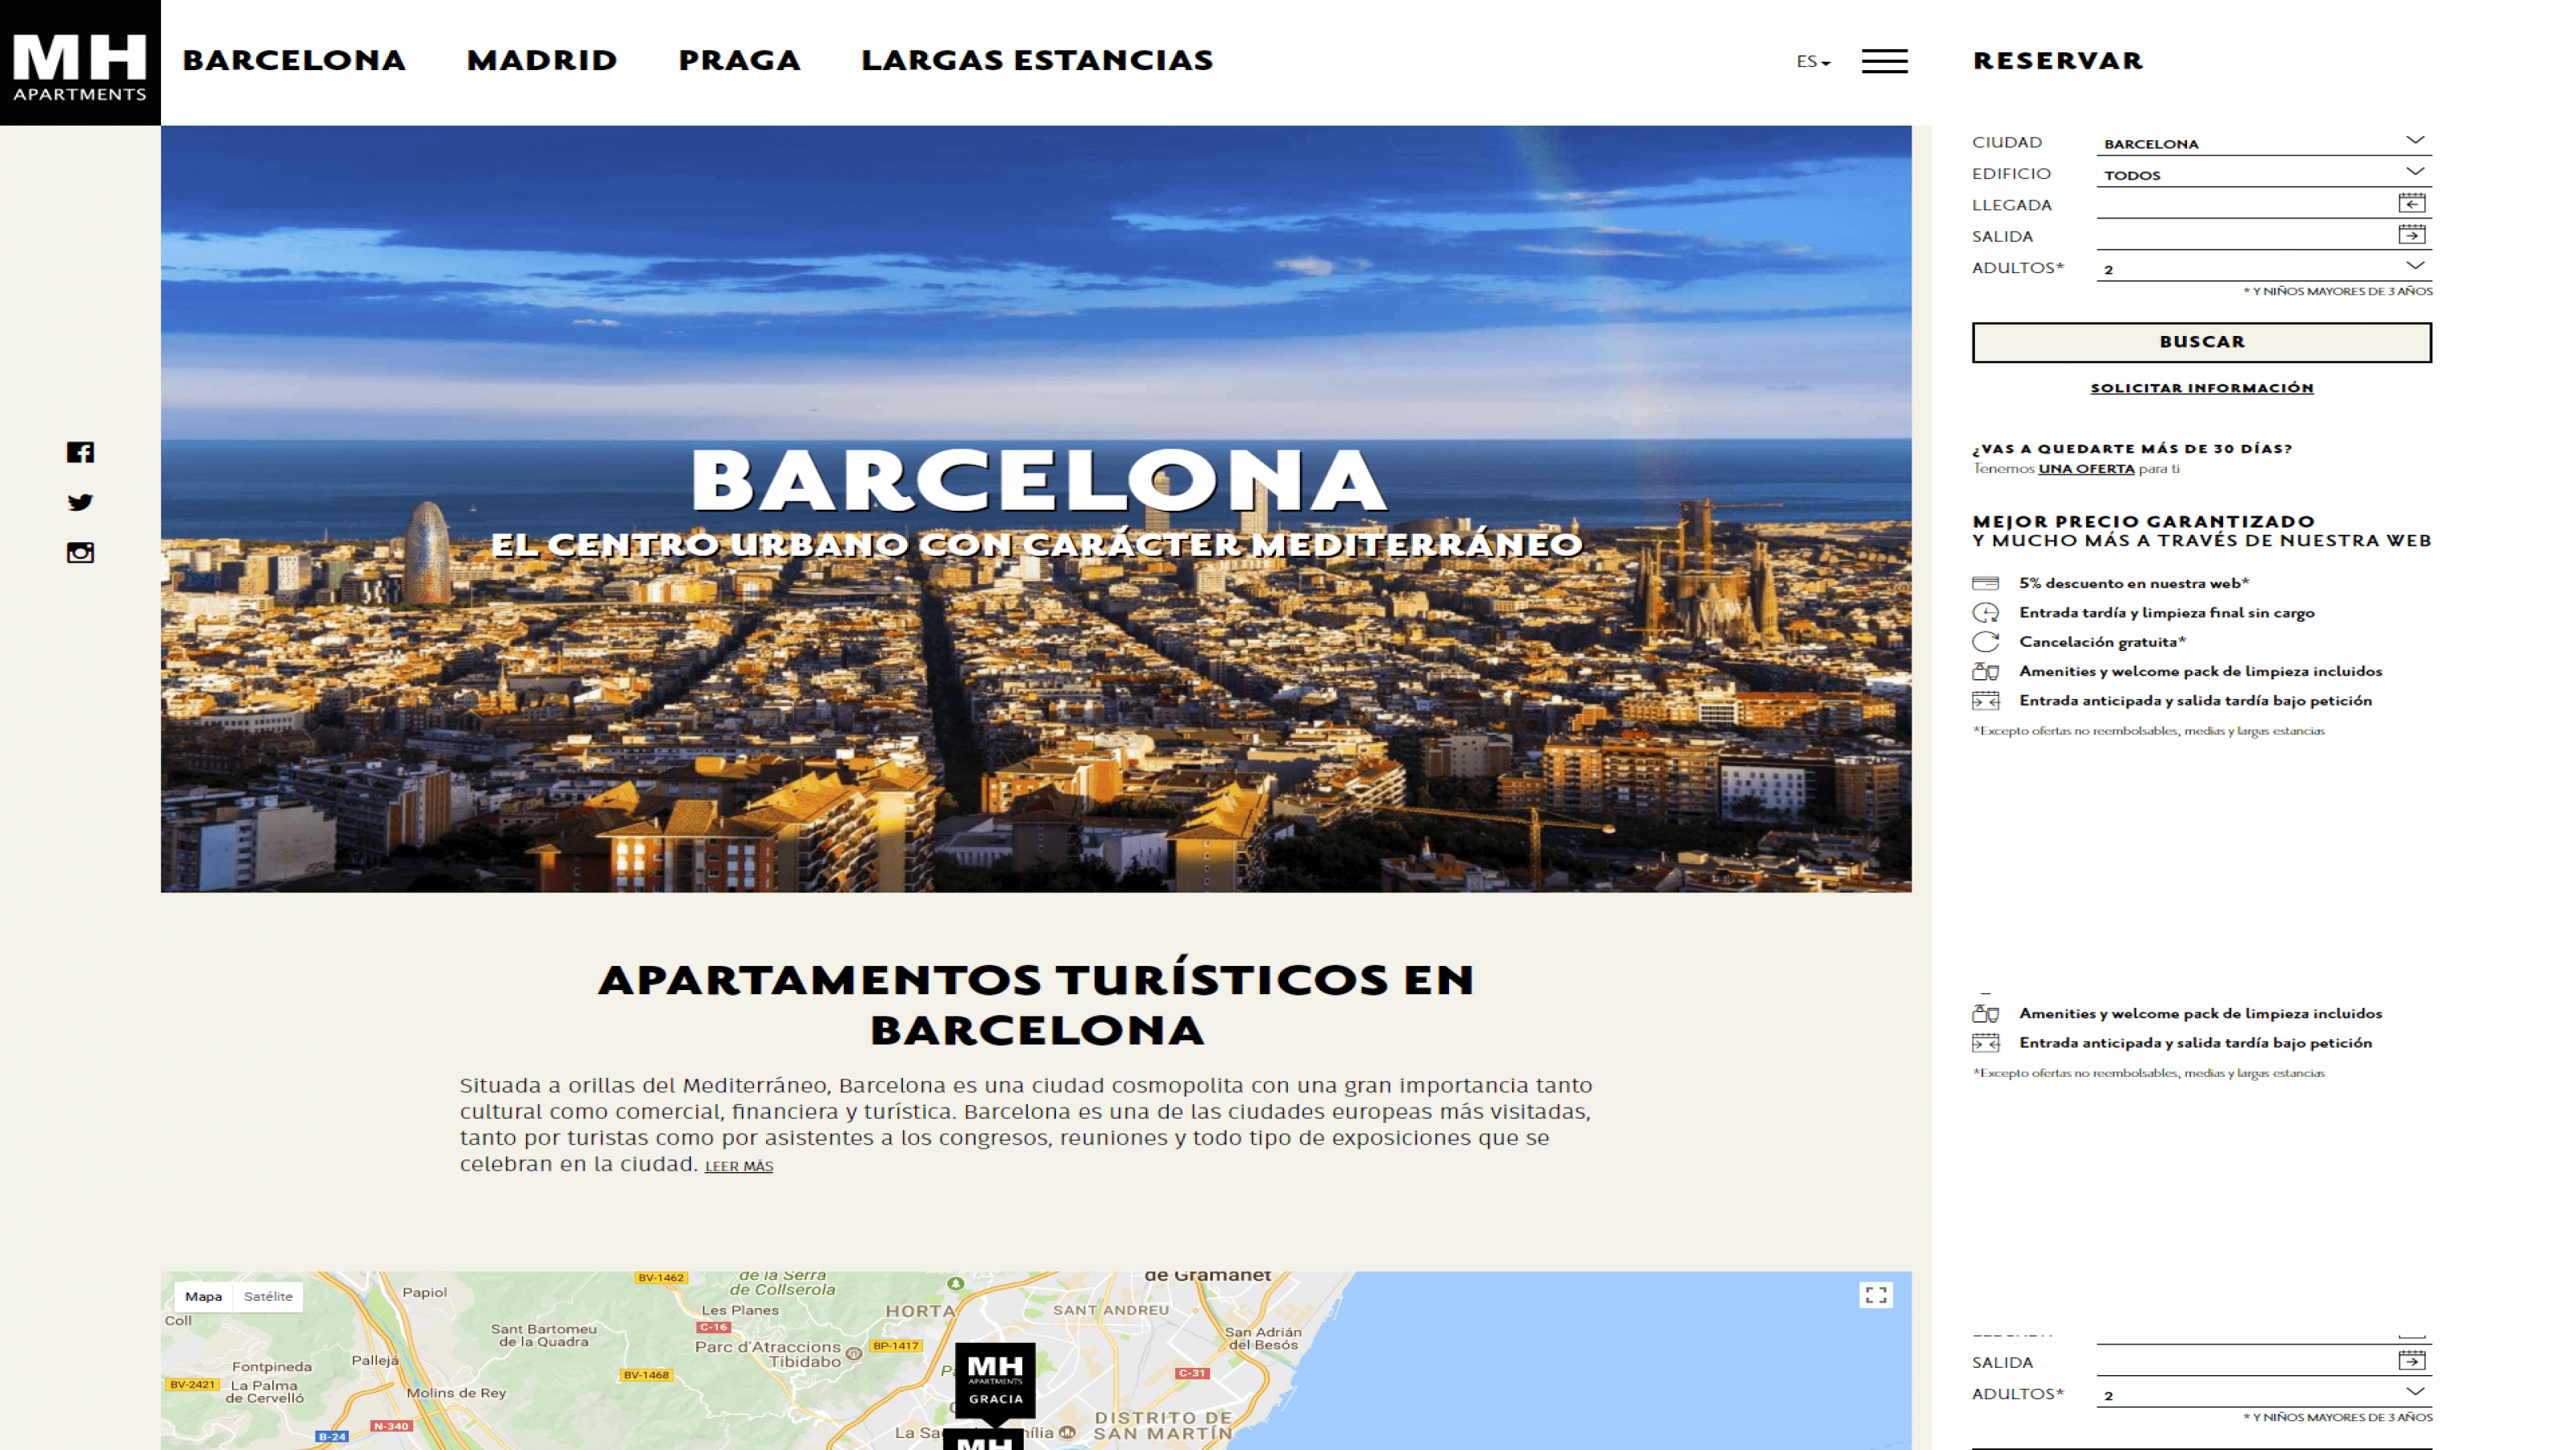 MH
APARTMENTS
BARCELONA
MADRID
PRAGA
LARGAS ESTANCIAS
ES
RESERVAR
CIUDAD BARCELONA
EDIFICIO TODOS
LLEGADA
SALIDA
ADULTOS* 2
* Y NIÑOS MAYORES DE 3 AÑOS
BUSCAR
SOLICITAR INFORMACIÓN
¿VAS A QUEDARTE MÁS DE 30 DÍAS?
Tenemos UNA OFERTA para ti
MEJOR PRECIO GARANTIZADO
Y MUCHO MÁS A TRAVÉS DE NUESTRA WEB
5% descuento en nuestra web*
Entrada tardía y limpieza final sin cargo
Cancelación gratuita*
Amenities y welcome pack de limpieza incluidos
Entrada anticipada y salida tardía bajo petición
*Excepto ofertas no reembolsables, medias y largas estancias
BARCELONA
EL CENTRO URBANO CON CARÁCTER MEDITERRÁNEO
APARTAMENTOS TURÍSTICOS EN
BARCELONA
Situada a orillas del Mediterráneo, Barcelona es una ciudad cosmopolita con una gran importancia tanto
cultural como comercial, financiera y turística. Barcelona es una de las ciudades europeas más visitadas,
tanto por turistas como por asistentes a los congresos, reuniones y todo tipo de exposiciones que se
celebran en la ciudad. LEER MÁS
Amenities y welcome pack de limpieza incluidos
Entrada anticipada y salida tardía bajo petición
*Excepto ofertas no reembolsables, medias y largas estancias
Mapa Satélite
Coll
Papiol
BV-1462
de la Serra
de Collserola
Les Planes
C-16
HORTA
SANT ANDREU
de Gramanet
San Adrián
del Besós
Sant Bartomeu
de la Quadra
Parc d'Atraccions
Tibidabo
BP-1417
Fontpineda
Pallejá
BV-1468
C-31
BV-2421
La Palma
de Cervelló
Molins de Rey
MH
APARTMENTS
GRACIA
N-340
B-24
La
DISTRITO DE
SAN MARTÍN
MH
SALIDA
ADULTOS* 2
* Y NIÑOS MAYORES DE 3 AÑOS